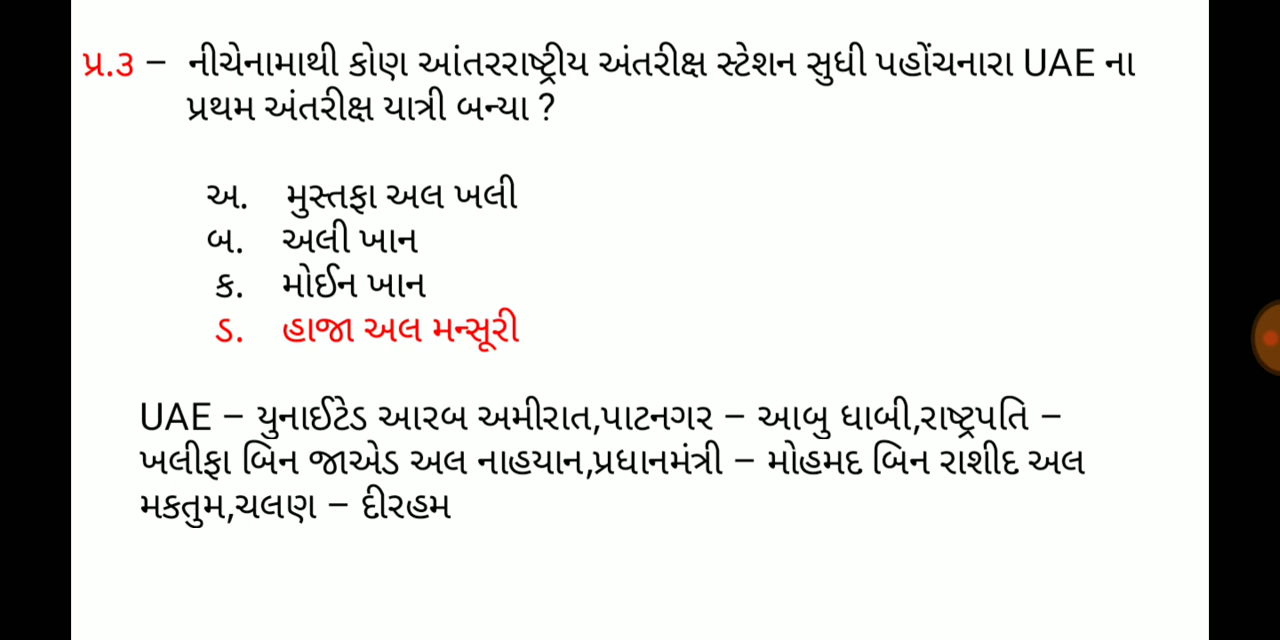 પ્ર.૩ – નીચેનામાથી કોણ આંતરરાષ્ટ્રીય અંતરીક્ષ સ્ટેશન સુધી પહોંચનારા UAE ના
પ્રથમ અંતરીક્ષ યાત્રી બન્યા ?
અ. મુસ્તફા અલ ખલી
બ. અલી ખાન
ક. મોઈન ખાન
ડ. હાજા અલ મન્સૂરી
UAE – યુનાઈટેડ આરબ અમીરાત,પાટનગર – આબુ ધાબી,રાષ્ટ્રપતિ –
ખલીફા બિન જાએડ અલ નાહયાન,પ્રધાનમંત્રી – મોહમદ બિન રાશીદ અલ
મકતુમ,ચલણ – દીરહમ